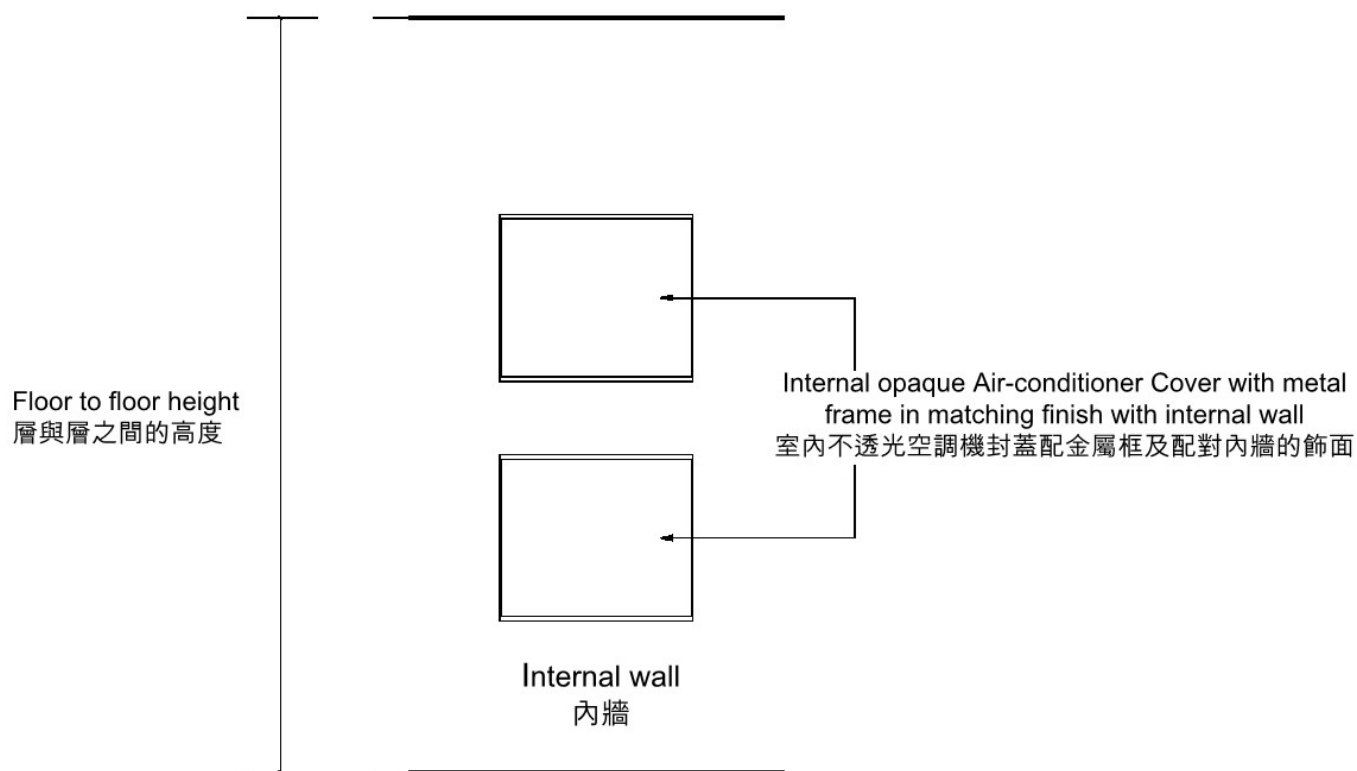 Floor to floor height
層與層之間的高度
Internal opaque Air-conditioner Cover with metal
frame in matching finish with internal wall
室內不透光空調機封蓋配金屬框及配對內牆的飾面
Internal wall
內牆